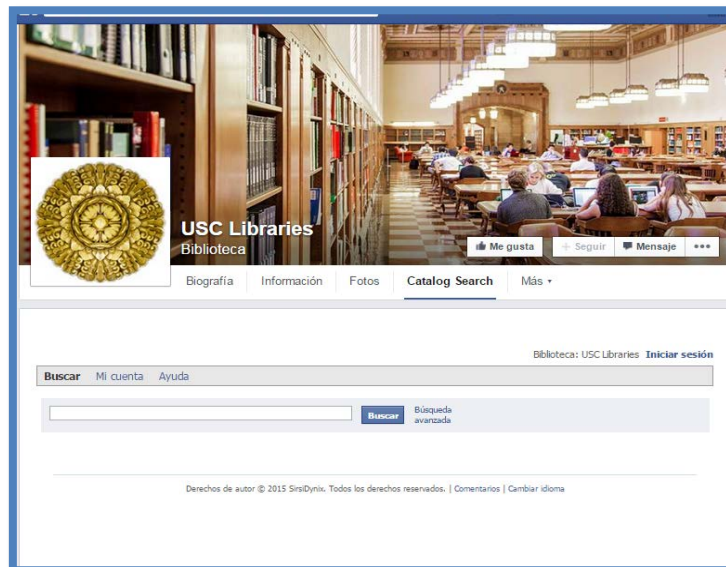 USC Libraries
Biblioteca
Me gusta + Seguir Mensaje
Biografía Información Fotos Catalog Search Más
Biblioteca: USC Libraries Iniciar sesión
Buscar Mi cuenta Ayuda
Buscar
Búsqueda
avanzada
Derechos de autor © 2015 SirsiDynix. Todos los derechos reservados. | Comentarios | Cambiar idioma